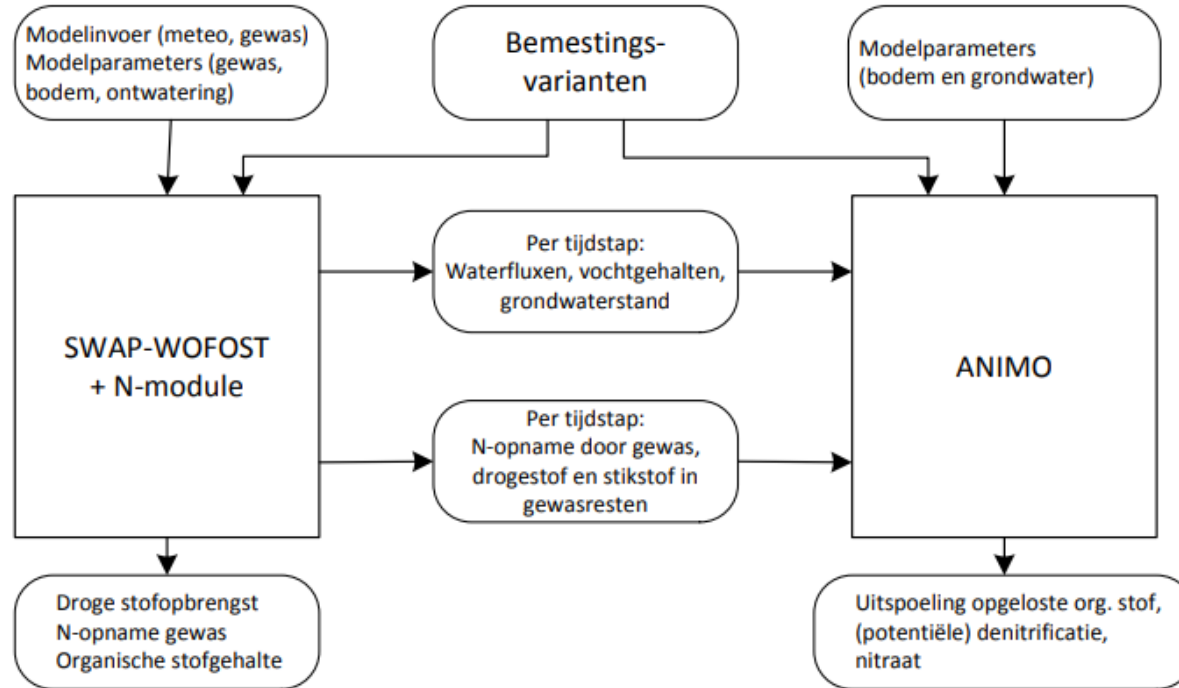 Modelinvoer (meteo, gewas)
Modelparameters (gewas,
bodem, ontwatering)
Bemestings-
varianten
Modelparameters
(bodem en grondwater)
SWAP-WOFOST
+ N-module
Per tijdstap:
Waterfluxen, vochtgehalten,
grondwaterstand
Per tijdstap:
N-opname door gewas,
drogestof en stikstof in
gewasresten
ANIMO
Droge stofopbrengst
N-opname gewas
Organische stofgehalte
Uitspoeling opgeloste org. stof,
(potentiële) denitrificatie,
nitraat